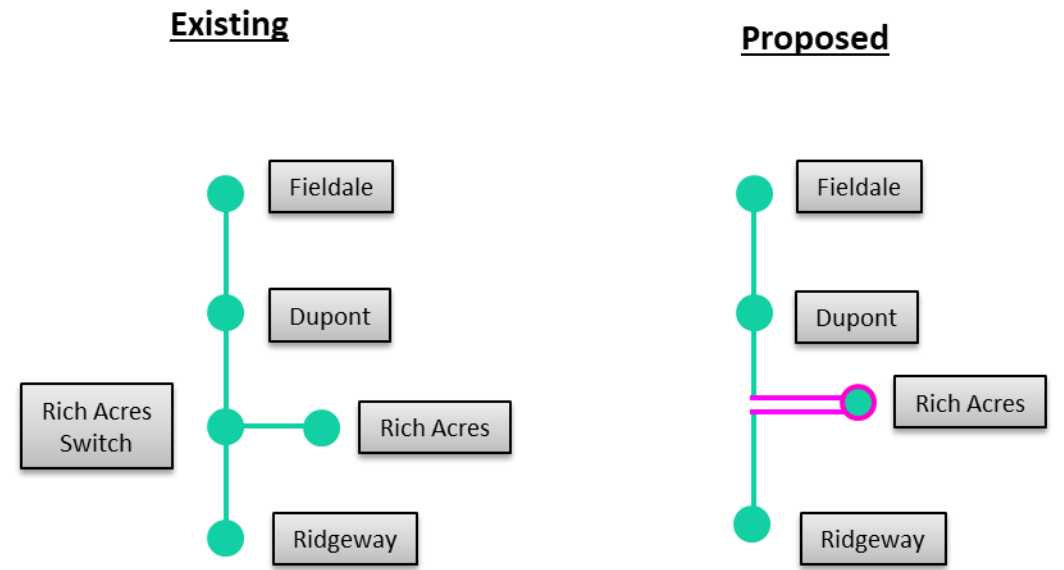 Existing
Fieldale
Dupont
Rich Acres
Switch
Rich Acres
Ridgeway
Proposed
Fieldale
Dupont
Rich Acres
Ridgeway